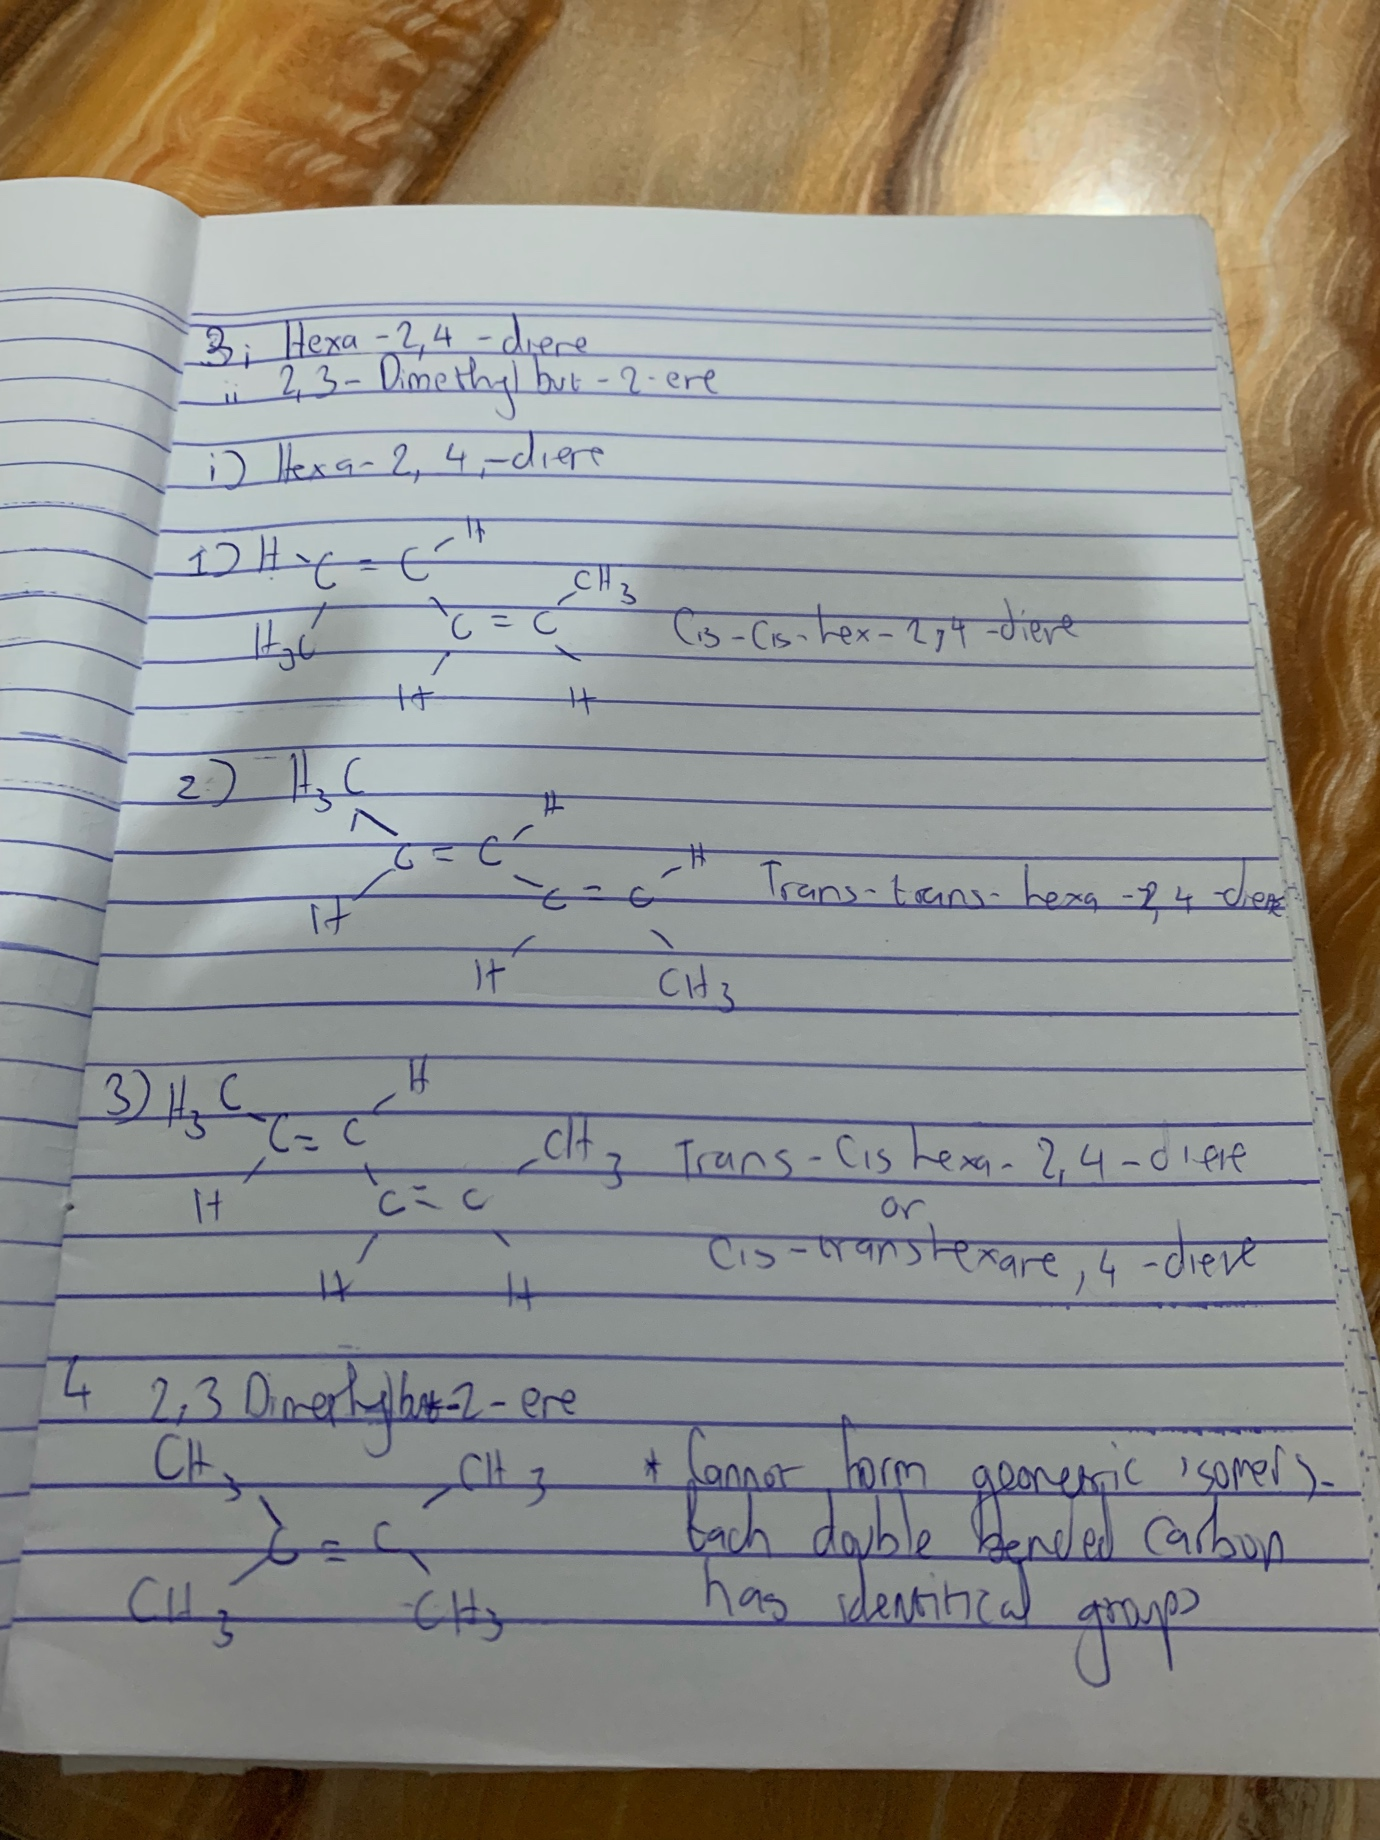 3i Hexa-2,4-diene
ii 2,3-Dimethylbut-2-ene
i) Hexa-2,4,-diene
1) H C = C H
CH3
H3C C = C Cis-Cis-hex-2,4-diene
H H
2) H3C
H
C = C H
C = C Trans-trans-hexa-2,4-diene
H
H CH3
3) H3C H
C = C CH3 Trans-Cis hexa-2,4-diene
H C = C or
Cis-transhexane,4-diene
H H
4 2,3 Dimethylbut-2-ene
CH3 CH3 * Cannot form geometric isomers-
C = C Each double bonded carbon
CH3 CH3 has identitical groups